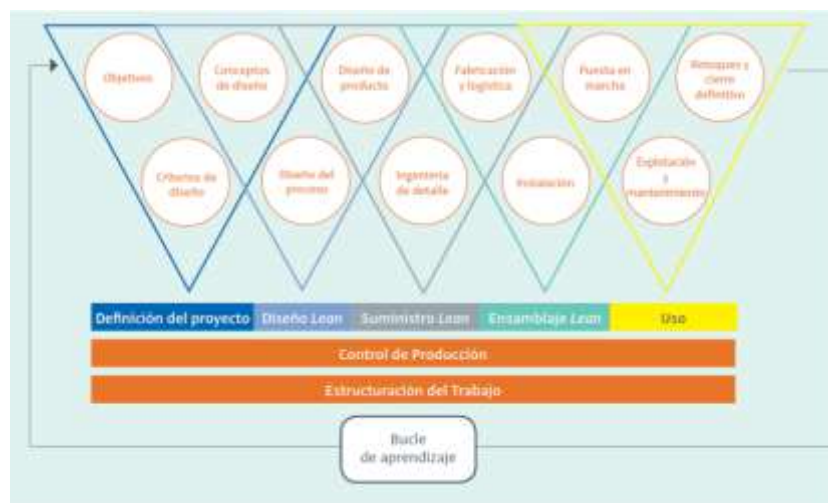 Objetivos
Conceptos
de diseño
Diseño de
producto
Fabricación
y logística
Puesta en
marcha
Retoques y
cierre
definitivo
Criterios de
diseño
Diseño del
proceso
Ingeniería
de detalle
Instalación
Explotación
y
mantenimiento
Definición del proyecto
Diseño Lean
Suministro Lean
Ensamblaje Lean
Uso
Control de Producción
Estructuración del Trabajo
Bucle
de aprendizaje